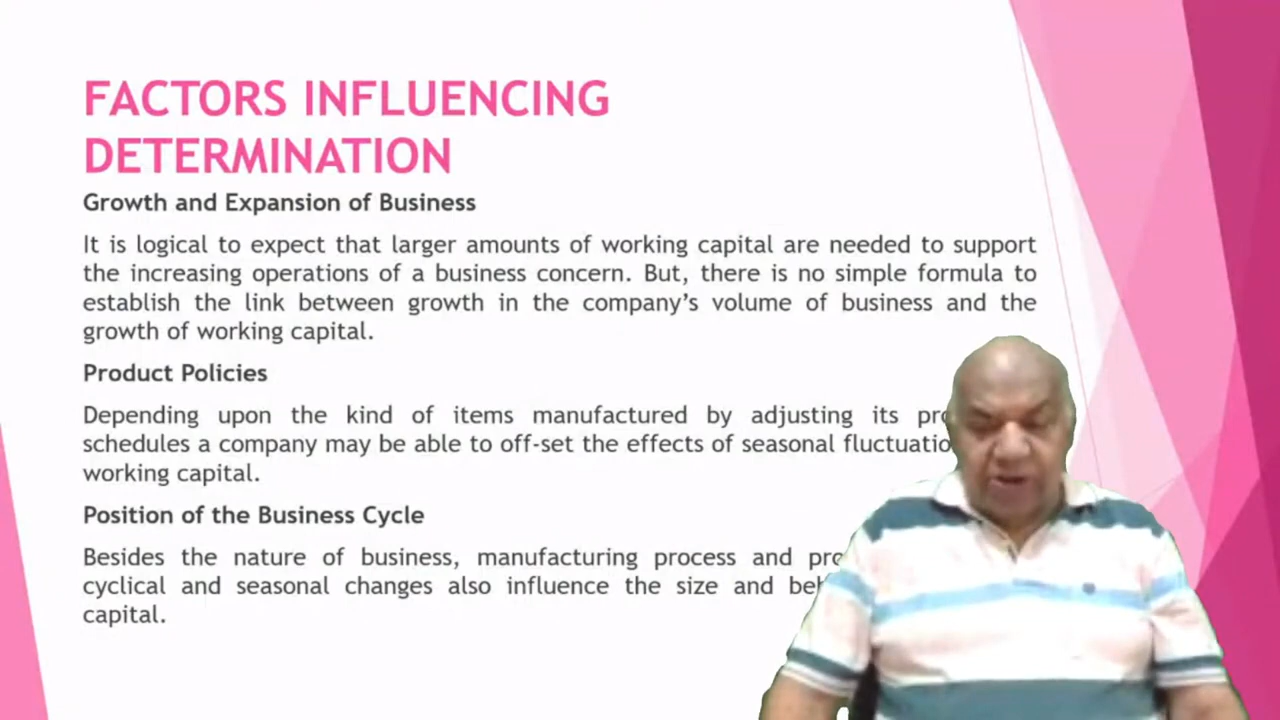 FACTORS INFLUENCING
DETERMINATION
Growth and Expansion of Business
It is logical to expect that larger amounts of working capital are needed to support
the increasing operations of a business concern. But, there is no simple formula to
establish the link between growth in the company’s volume of business and the
growth of working capital.
Product Policies
Depending upon the kind of items manufactured by adjusting its
schedules a company may be able to off-set the effects of seasonal
working capital.
Position of the Business Cycle
Besides the nature of business, manufacturing process and
cyclical and seasonal changes also influence the size and
capital.